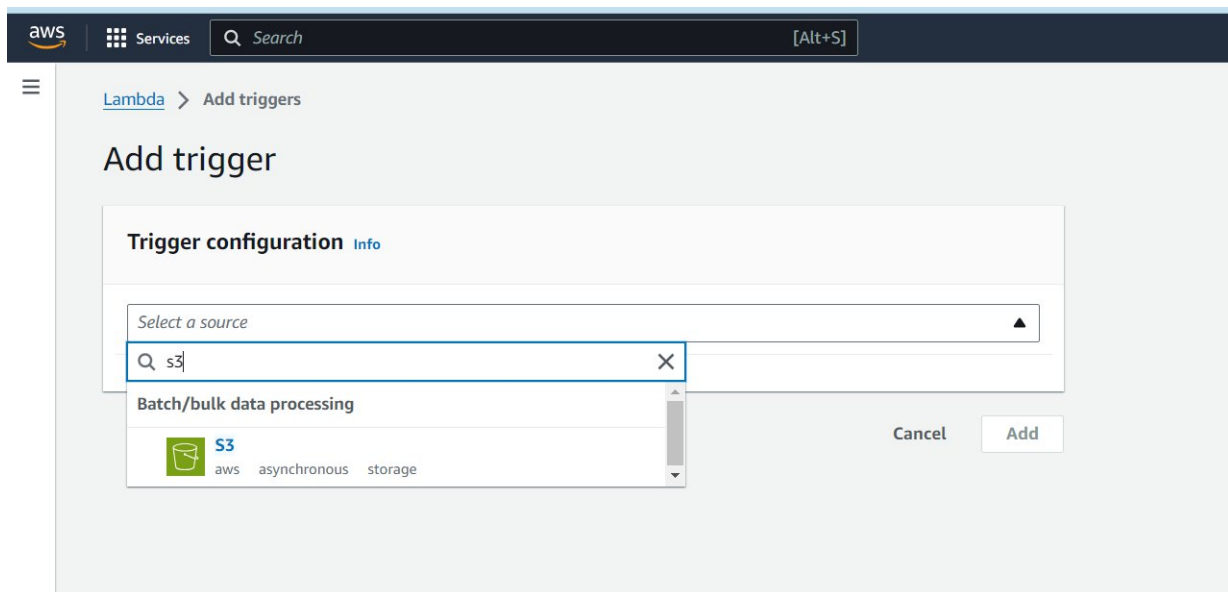 aws
Services
Search
[Alt+S]
Lambda > Add triggers
Add trigger
Trigger configuration Info
Select a source
s3
Batch/bulk data processing
S3
aws asynchronous storage
Cancel
Add